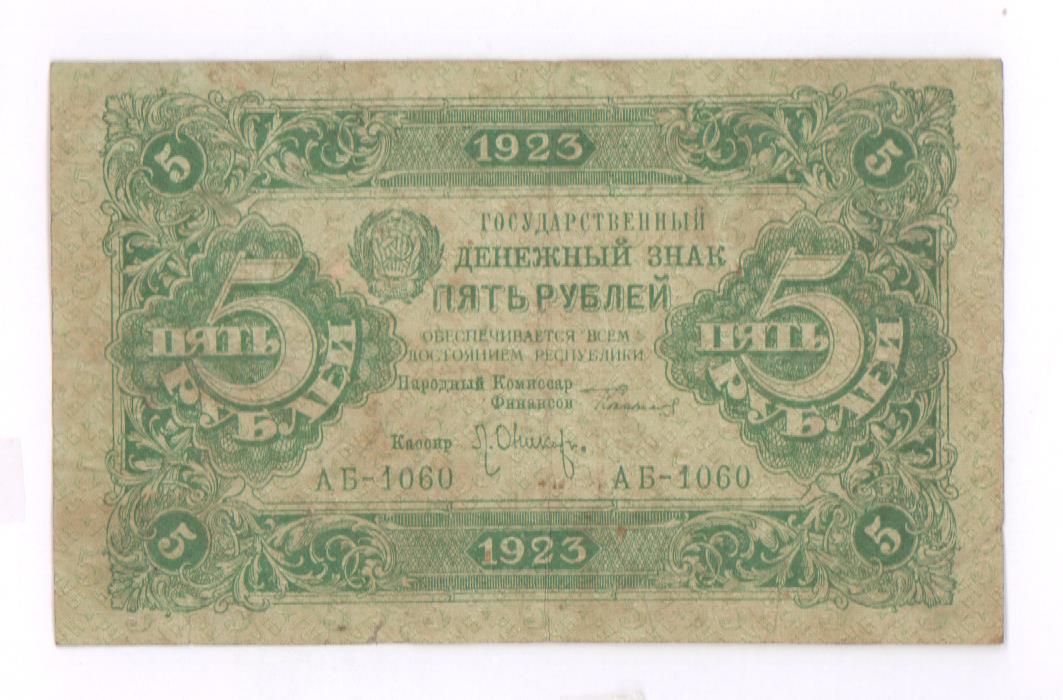 5 1923 5
ГОСУДАРСТВЕННЫЙ
ДЕНЕЖНЫЙ ЗНАК
ПЯТЬ РУБЛЕЙ
5 ПЯТЬ РУБЛЕЙ
5 ПЯТЬ РУБЛЕЙ
ОБЕСПЕЧИВАЕТСЯ ВСЕМ
ДОСТОЯНИЕМ РЕСПУБЛИКИ
Народный Комиссар
Финансов
Кассир
АБ-1060 АБ-1060
5 1923 5